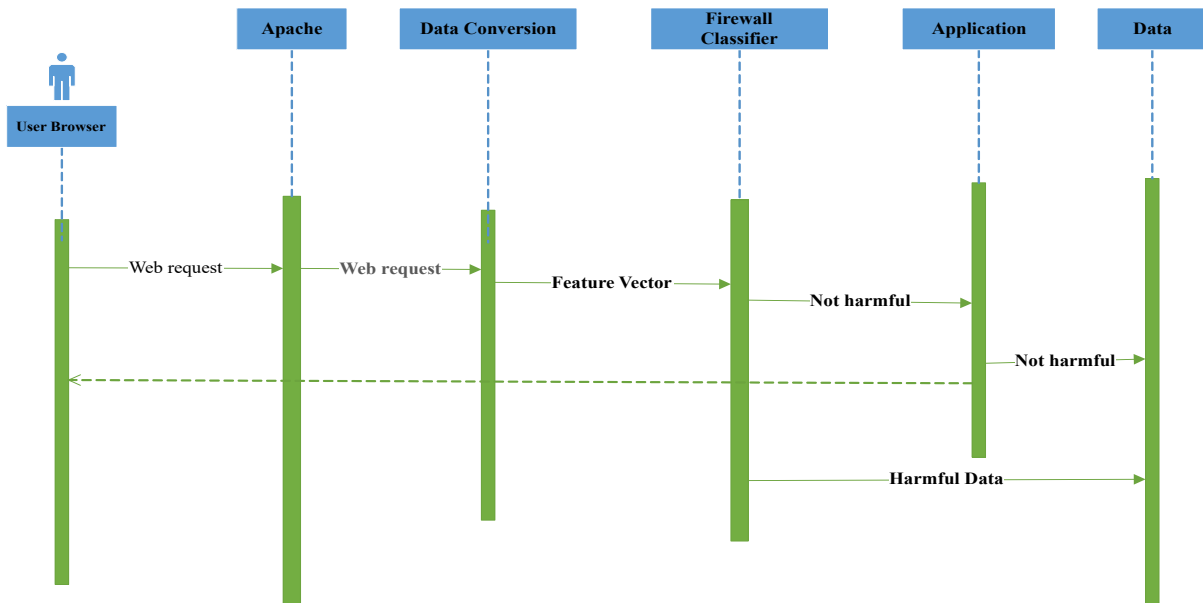 Apache
Data Conversion
Firewall
Classifier
Application
Data
User Browser
Web request
Web request
Feature Vector
Not harmful
Not harmful
Harmful Data